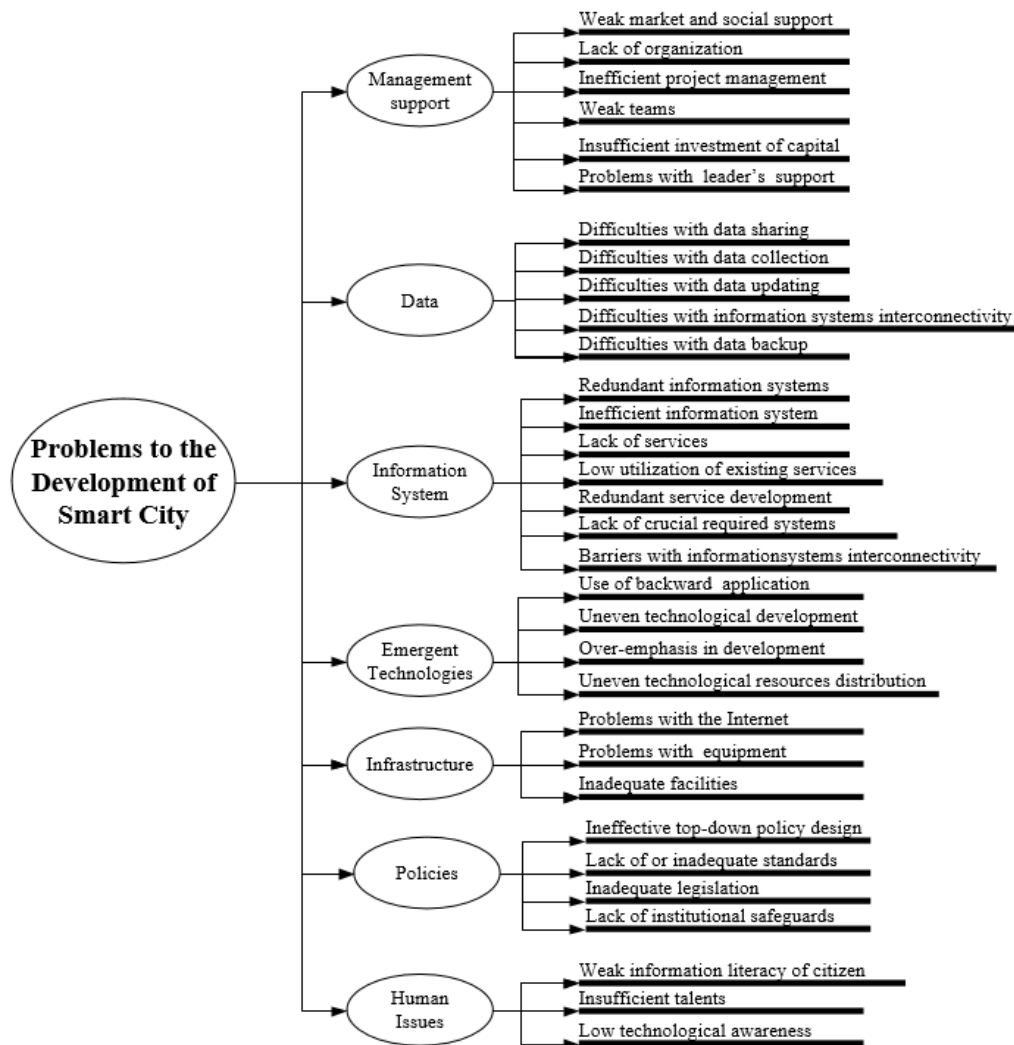 Problems to the
Development of
Smart City
Management
support
Weak market and social support
Lack of organization
Inefficient project management
Weak teams
Insufficient investment of capital
Problems with leader's support
Data
Difficulties with data sharing
Difficulties with data collection
Difficulties with data updating
Difficulties with information systems interconnectivity
Difficulties with data backup
Information
System
Redundant information systems
Inefficient information system
Lack of services
Low utilization of existing services
Redundant service development
Lack of crucial required systems
Barriers with informationsystems interconnectivity
Emergent
Technologies
Use of backward application
Uneven technological development
Over-emphasis in development
Uneven technological resources distribution
Infrastructure
Problems with the Internet
Problems with equipment
Inadequate facilities
Policies
Ineffective top-down policy design
Lack of or inadequate standards
Inadequate legislation
Lack of institutional safeguards
Human
Issues
Weak information literacy of citizen
Insufficient talents
Low technological awareness